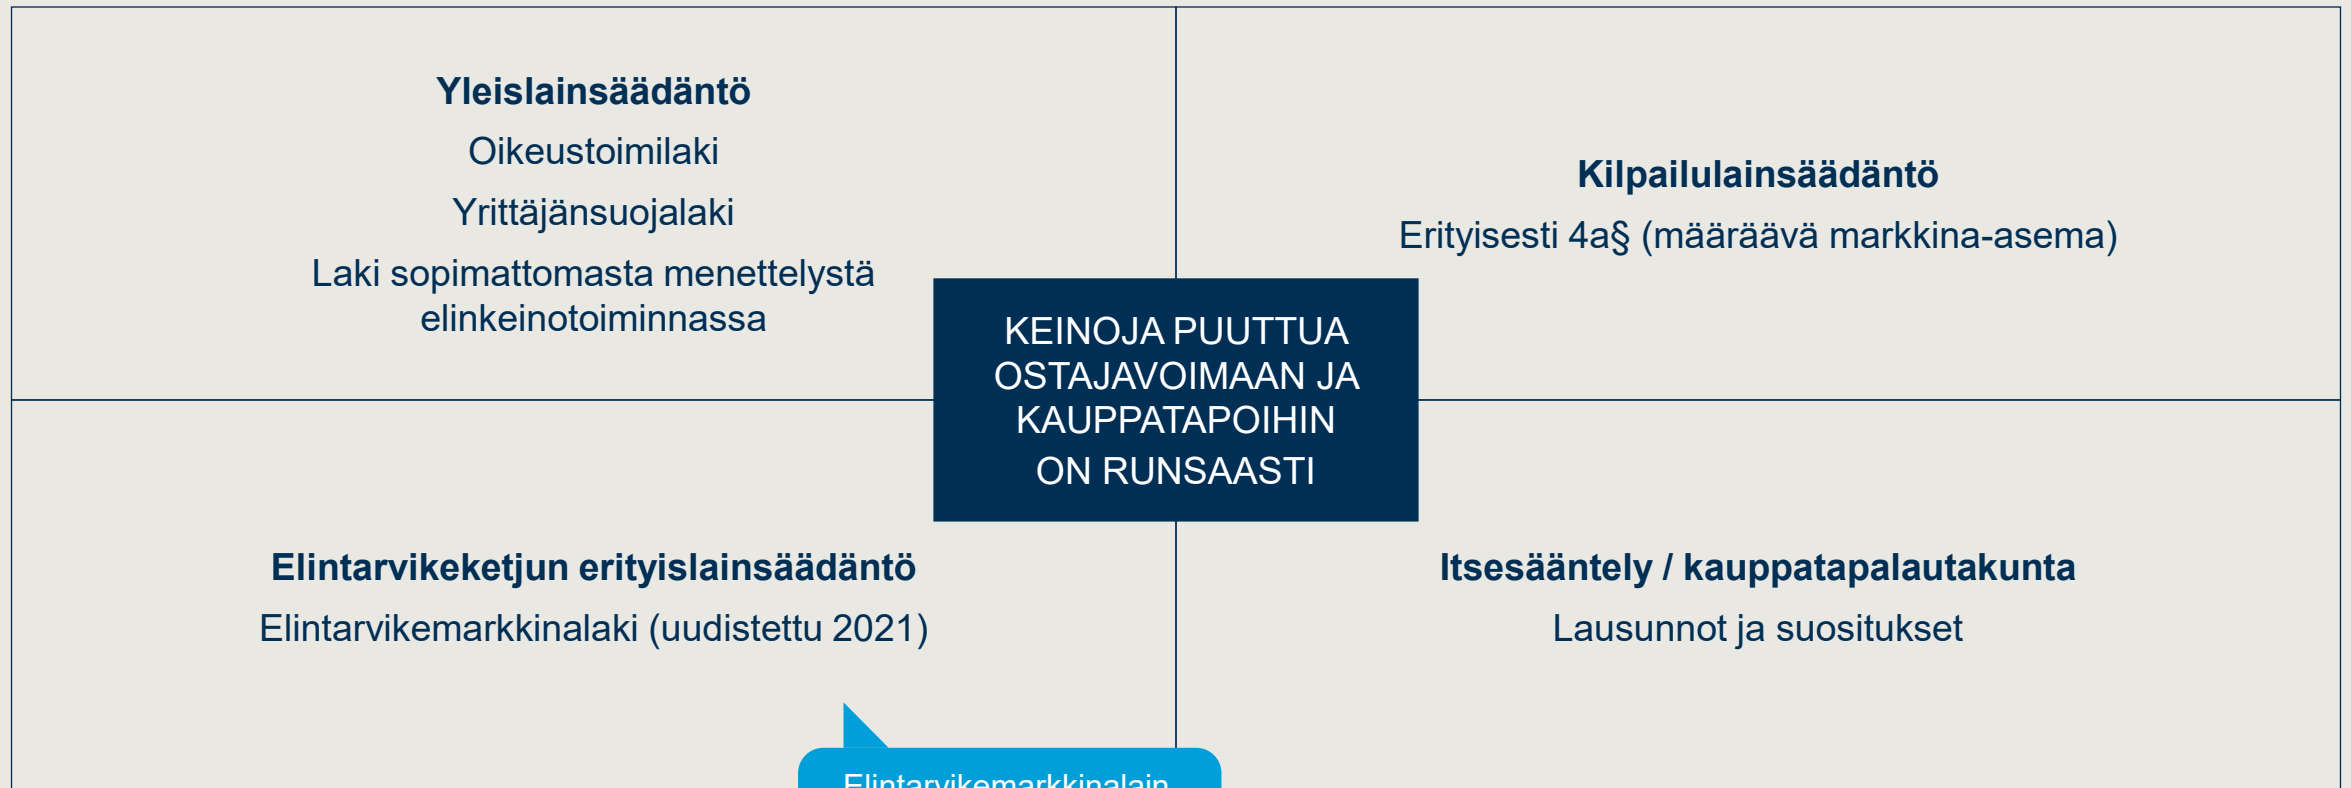 Yleislainsäädäntö
Oikeustoimilaki
Yrittäjänsuojalaki
Laki sopimattomasta menettelystä
elinkeinotoiminnassa
Kilpailulainsäädäntö
Erityisesti 4a§ (määräävä markkina-asema)
KEINOJA PUUTTUA
OSTAJAVOIMAAN JA
KAUPPATAPOIHIN
ON RUNSAASTI
Elintarvikeketjun erityislainsäädäntö
Elintarvikemarkkinalaki (uudistettu 2021)
Itsesääntely / kauppatapalautakunta
Lausunnot ja suositukset
Elintarvikemarkkinalain